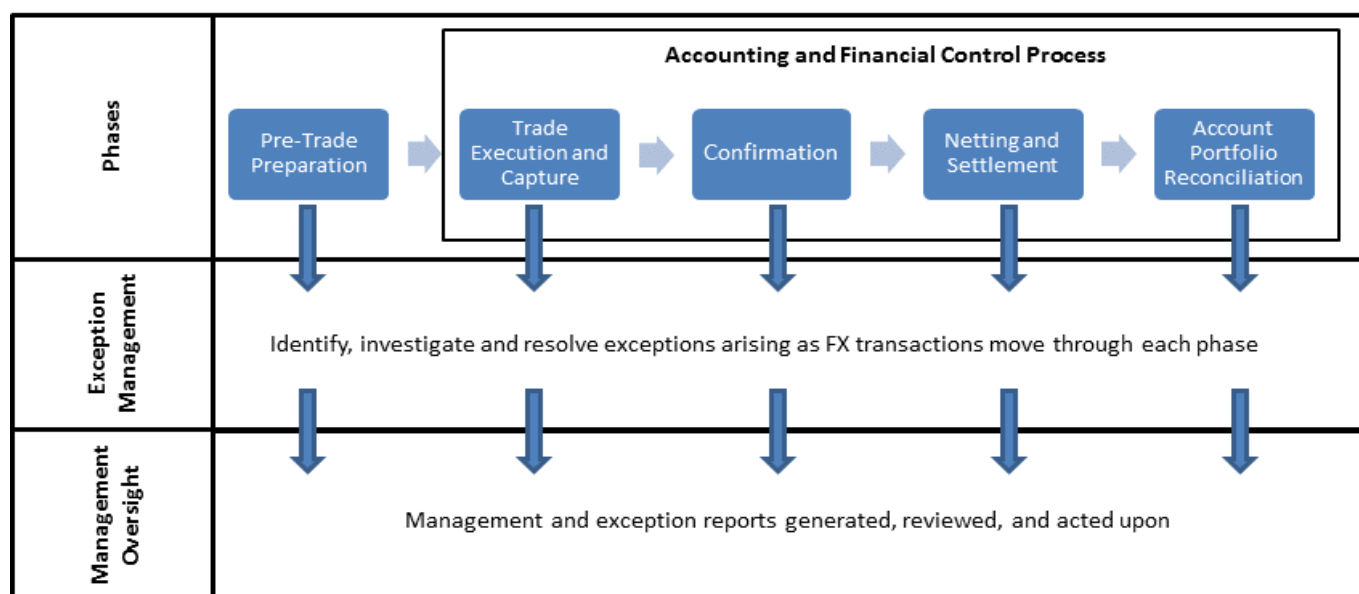 Phases
Accounting and Financial Control Process
Pre-Trade
Preparation
Trade
Execution and
Capture
Confirmation
Netting and
Settlement
Account
Portfolio
Reconciliation
Exception
Management
Identify, investigate and resolve exceptions arising as FX transactions move through each phase
Management
Oversight
Management and exception reports generated, reviewed, and acted upon